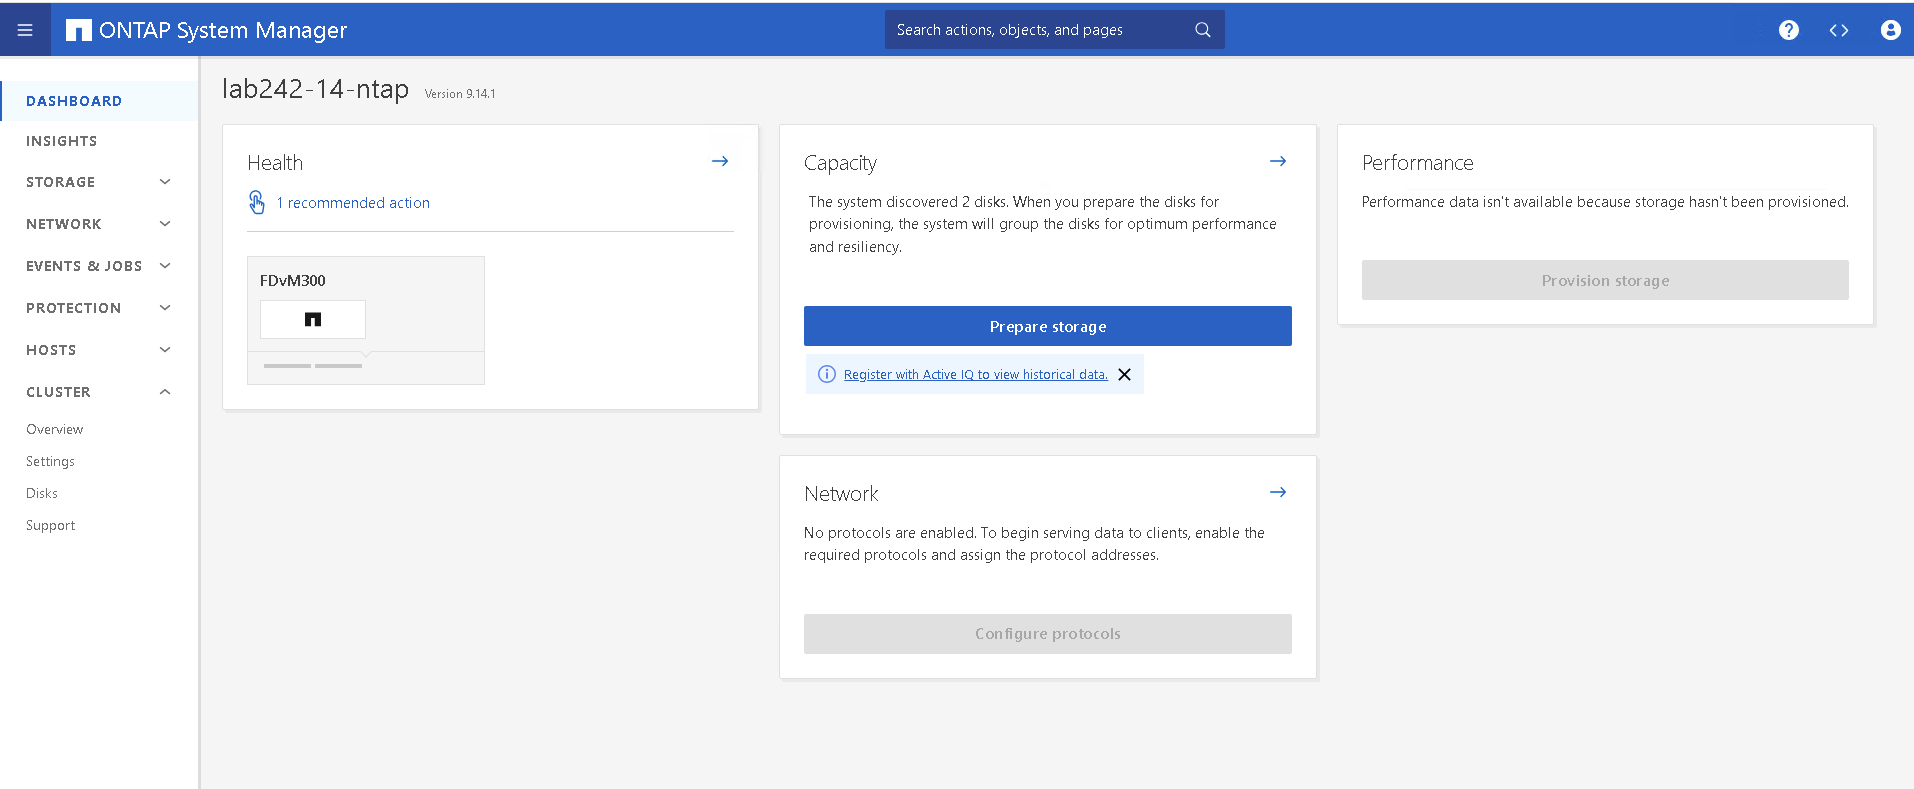 ONTAP System Manager
Search actions, objects, and pages
DASHBOARD
INSIGHTS
STORAGE
NETWORK
EVENTS & JOBS
PROTECTION
HOSTS
CLUSTER
Overview
Settings
Disks
Support
lab242-14-ntap Version 9.14.1
Health
1 recommended action
FDvM300
Capacity
The system discovered 2 disks. When you prepare the disks for
provisioning, the system will group the disks for optimum performance
and resiliency.
Prepare storage
Register with Active IQ to view historical data.
Network
No protocols are enabled. To begin serving data to clients, enable the
required protocols and assign the protocol addresses.
Configure protocols
Performance
Performance data isn't available because storage hasn't been provisioned.
Provision storage